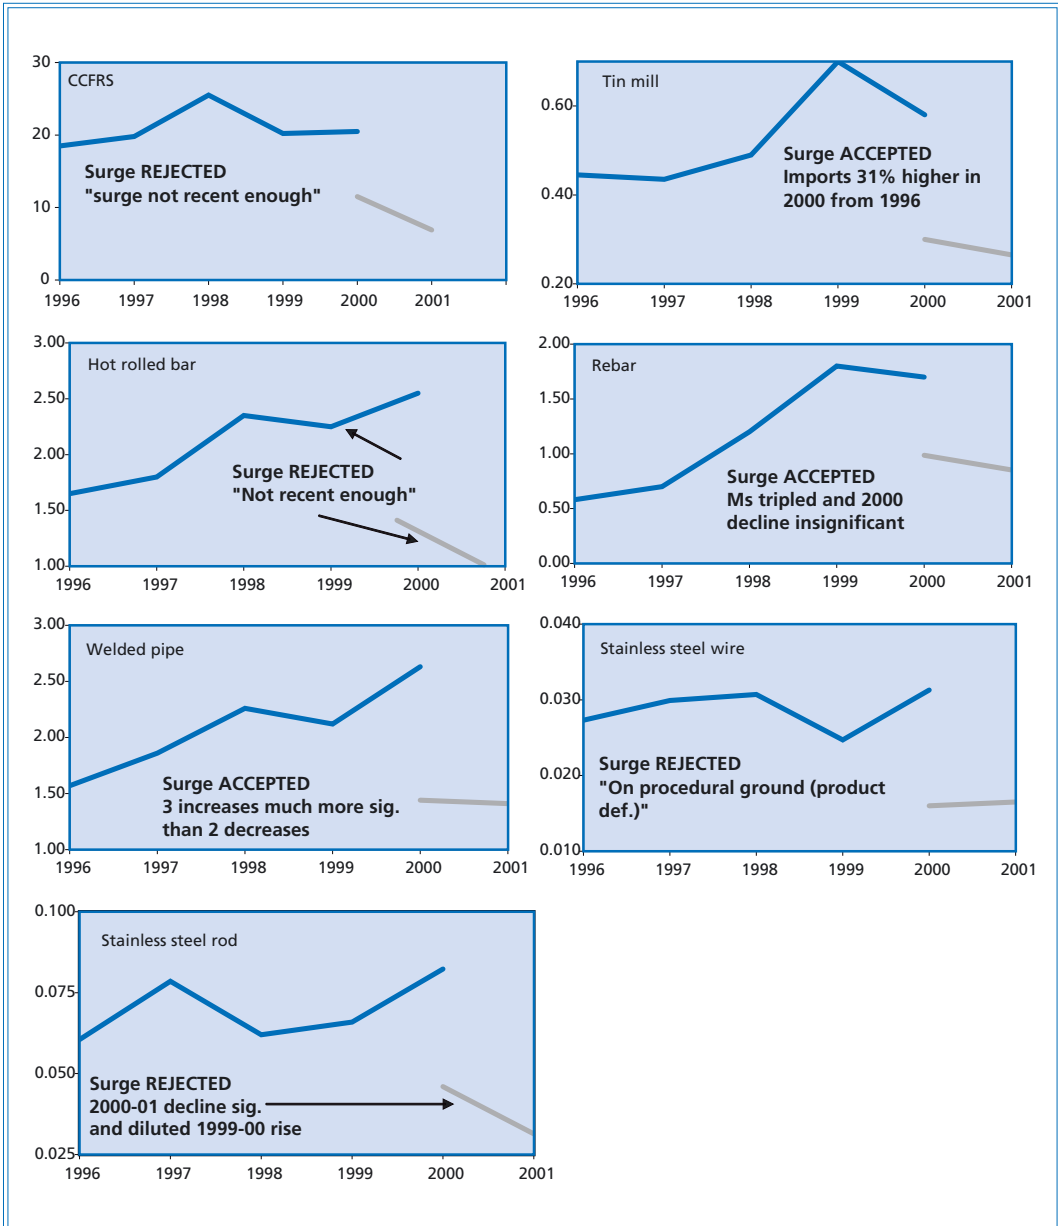 30
CCFRS
20
Surge REJECTED
"surge not recent enough"
10
0
1996 1997 1998 1999 2000 2001
Tin mill
0.60
Surge ACCEPTED
Imports 31% higher in
2000 from 1996
0.40
0.20
1996 1997 1998 1999 2000 2001
3.00
Hot rolled bar
2.50
2.00
Surge REJECTED
"Not recent enough"
1.50
1.00
1996 1997 1998 1999 2000 2001
2.00
Rebar
1.50
1.00
Surge ACCEPTED
Ms tripled and 2000
decline insignificant
0.50
0.00
1996 1997 1998 1999 2000 2001
3.00
Welded pipe
2.50
2.00
Surge ACCEPTED
3 increases much more sig.
than 2 decreases
1.50
1.00
1996 1997 1998 1999 2000 2001
0.040
Stainless steel wire
0.030
Surge REJECTED
"On procedural ground (product
def.)"
0.020
0.010
1996 1997 1998 1999 2000 2001
0.100
Stainless steel rod
0.075
0.050
Surge REJECTED
2000-01 decline sig.
and diluted 1999-00 rise
0.025
1996 1997 1998 1999 2000 2001